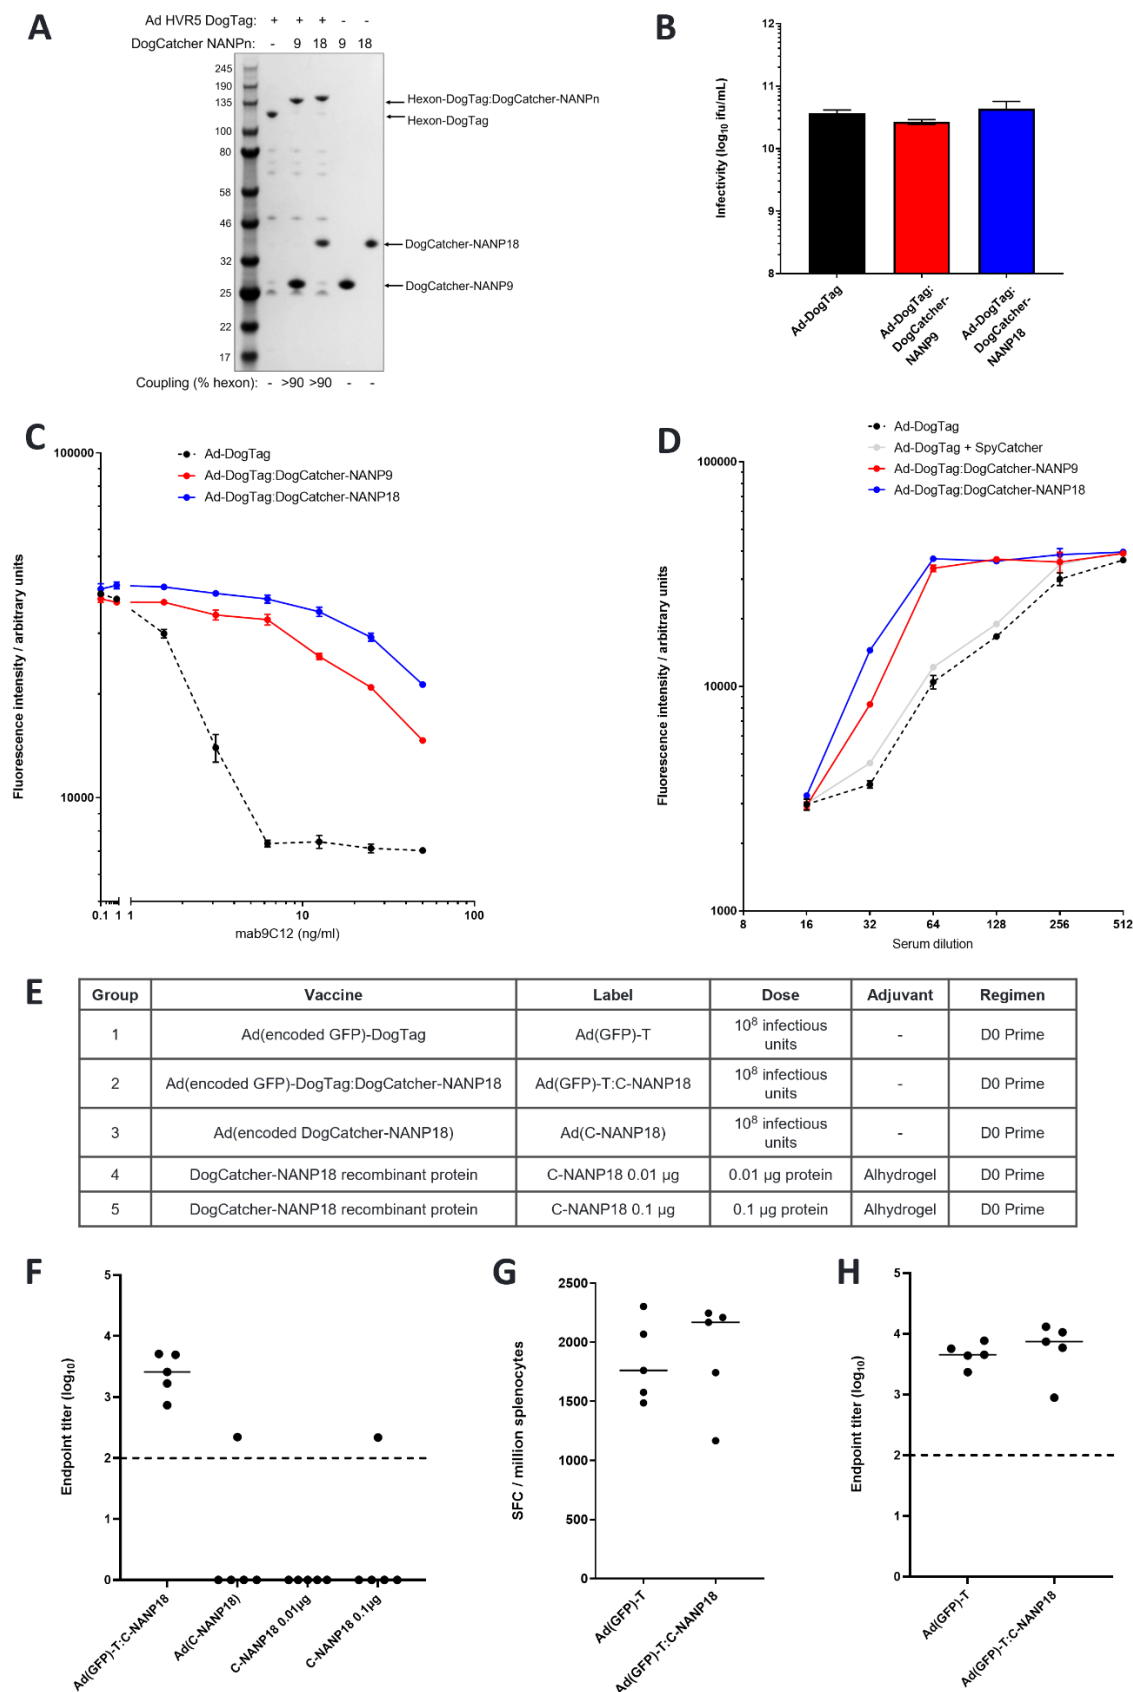 A
Ad HVR5 DogTag: + + + - -
DogCatcher NANPn: - 9 18 9 18
245
190
135
100
80
58
46
32
25
22
17
Hexon-DogTag:DogCatcher-NANPn
Hexon-DogTag
DogCatcher-NANP18
DogCatcher-NANP9
Coupling (% hexon): - >90 >90 - -
B
Infectivity (log10 ifu/mL)
12
11
10
9
8
Ad-DogTag
Ad-DogTag:
DogCatcher-
NANP9
Ad-DogTag:
DogCatcher-
NANP18
C
Ad-DogTag
Ad-DogTag:DogCatcher-NANP9
Ad-DogTag:DogCatcher-NANP18
Fluorescence intensity / arbitrary units
100000
10000
0.1 1 1 10 100
mab9C12 (ng/ml)
D
Ad-DogTag
Ad-DogTag + SpyCatcher
Ad-DogTag:DogCatcher-NANP9
Ad-DogTag:DogCatcher-NANP18
Fluorescence intensity / arbitrary units
100000
10000
1000
8 16 32 64 128 256 512
Serum dilution
E
Group Vaccine Label Dose Adjuvant Regimen
1 Ad(encoded GFP)-DogTag Ad(GFP)-T 10⁸ infectious units - D0 Prime
2 Ad(encoded GFP)-DogTag:DogCatcher-NANP18 Ad(GFP)-T:C-NANP18 10⁸ infectious units - D0 Prime
3 Ad(encoded DogCatcher-NANP18) Ad(C-NANP18) 10⁸ infectious units - D0 Prime
4 DogCatcher-NANP18 recombinant protein C-NANP18 0.01 µg 0.01 µg protein Alhydrogel D0 Prime
5 DogCatcher-NANP18 recombinant protein C-NANP18 0.1 µg 0.1 µg protein Alhydrogel D0 Prime
F
Endpoint titer (log10)
5
4
3
2
1
0
Ad(GFP)-T:C-NANP18
Ad(C-NANP18)
C-NANP18 0.01µg
C-NANP18 0.1µg
G
SFC / million splenocytes
2500
2000
1500
1000
500
0
Ad(GFP)-T
Ad(GFP)-T:C-NANP18
H
Endpoint titer (log10)
5
4
3
2
1
0
Ad(GFP)-T
Ad(GFP)-T:C-NANP18